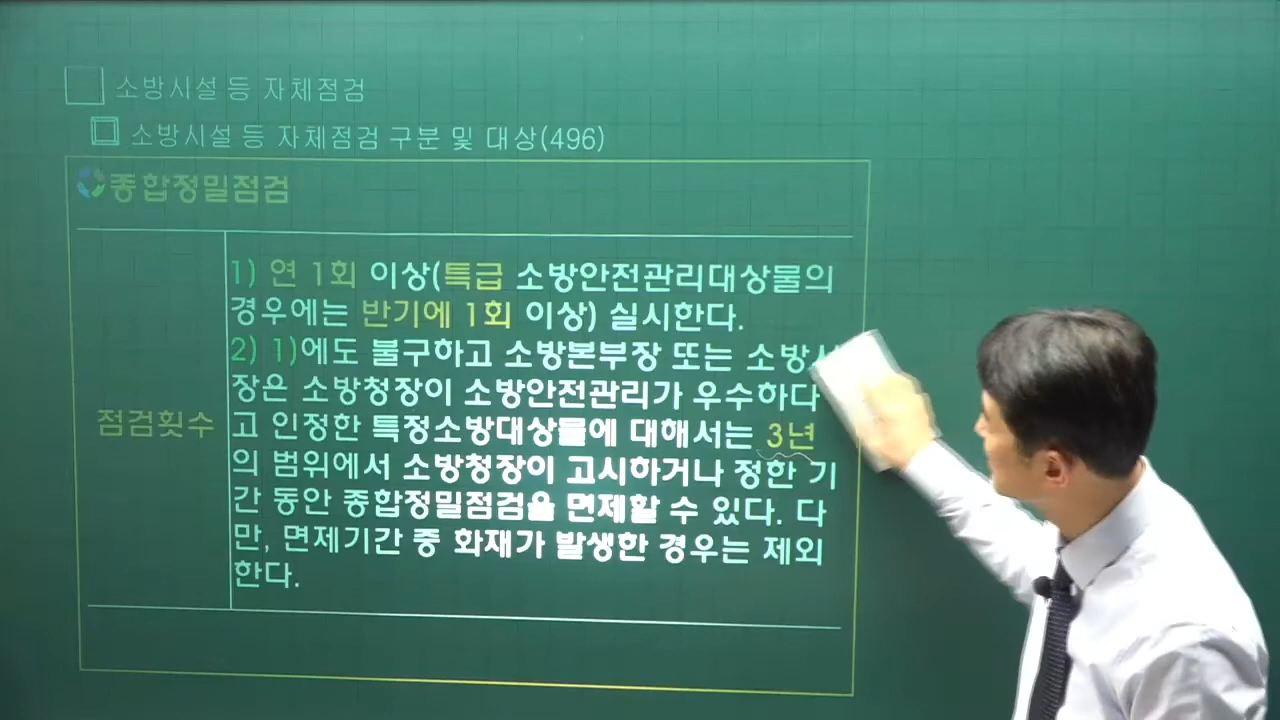 소방시설 등 자체점검
소방시설 등 자체점검 구분 및 대상(496)
종합정밀점검
점검횟수
1) 연 1회 이상(특급 소방안전관리대상물의
경우에는 반기에 1회 이상) 실시한다.
2) 1)에도 불구하고 소방본부장 또는
장은 소방청장이 소방안전관리가 우수하다
고 인정한 특정소방대상물에 대해서는 3년
의 범위에서 소방청장이 고시하거나 정한 기
간 동안 종합정밀점검을 면제할 수 있다. 다
만, 면제기간 중 화재가 발생한 경우는 제외
한다.